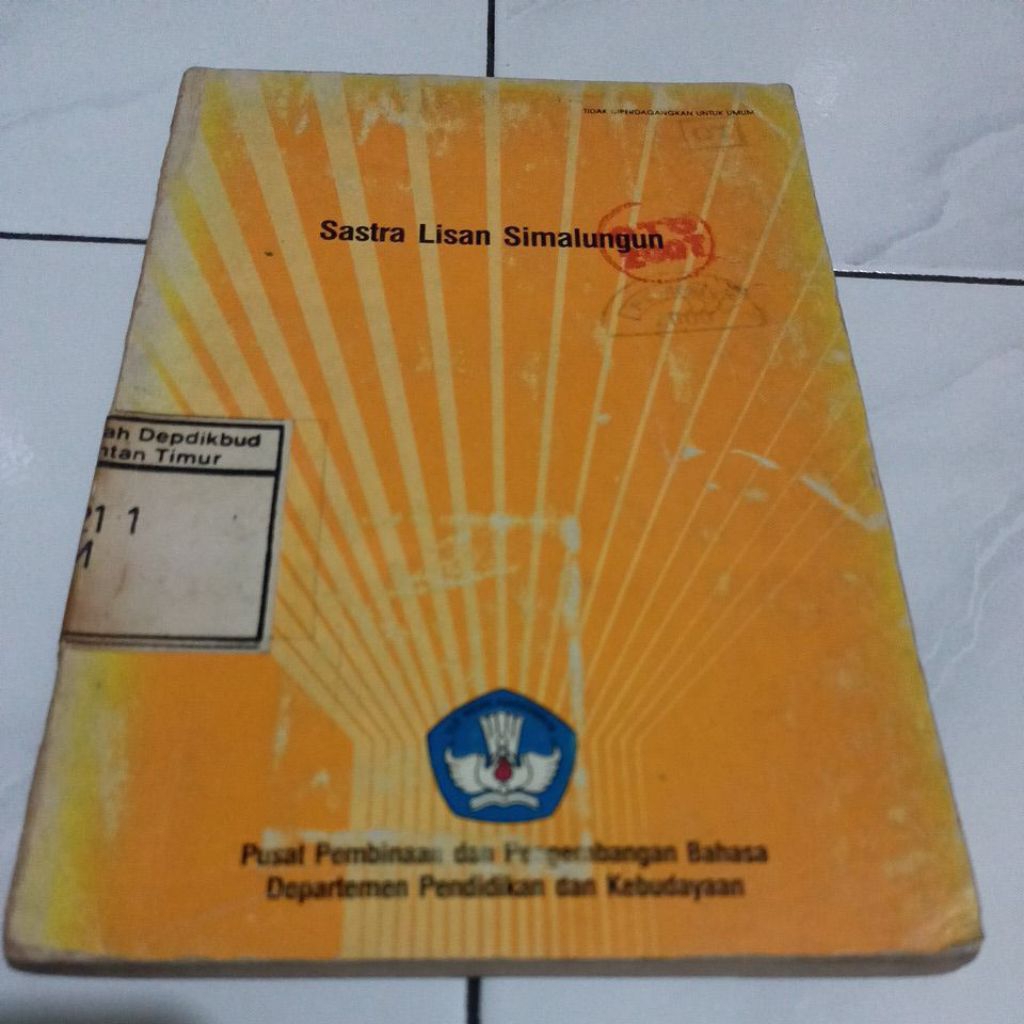 TIDAK DIPERDAGANGKAN UNTUK UMUM
Sastra Lisan Simalungun
ah Depdikbud
ntan Timur
21 1
Pusat Pembinaan dan Pengembangan Bahasa
Departemen Pendidikan dan Kebudayaan